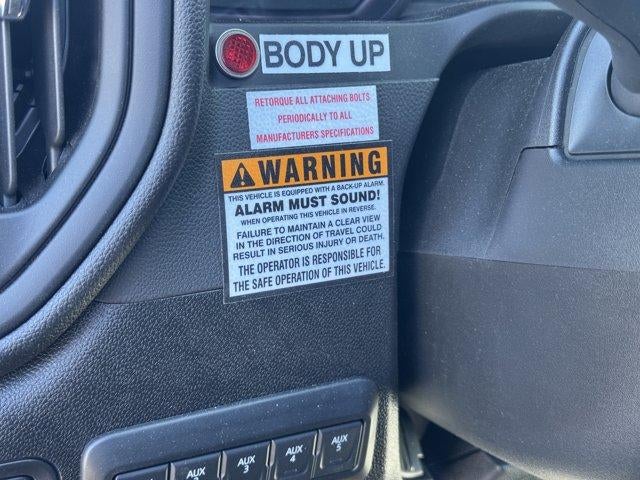 BODY UP
RETORQUE ALL ATTACHING BOLTS
PERIODICALLY TO ALL
MANUFACTURERS SPECIFICATIONS
WARNING
THIS VEHICLE IS EQUIPPED WITH A BACK-UP ALARM.
ALARM MUST SOUND!
WHEN OPERATING THIS VEHICLE IN REVERSE.
FAILURE TO MAINTAIN A CLEAR VIEW
IN THE DIRECTION OF TRAVEL COULD
RESULT IN SERIOUS INJURY OR DEATH.
THE OPERATOR IS RESPONSIBLE FOR
THE SAFE OPERATION OF THIS VEHICLE.
AUX
AUX
3
AUX
4
AUX
5